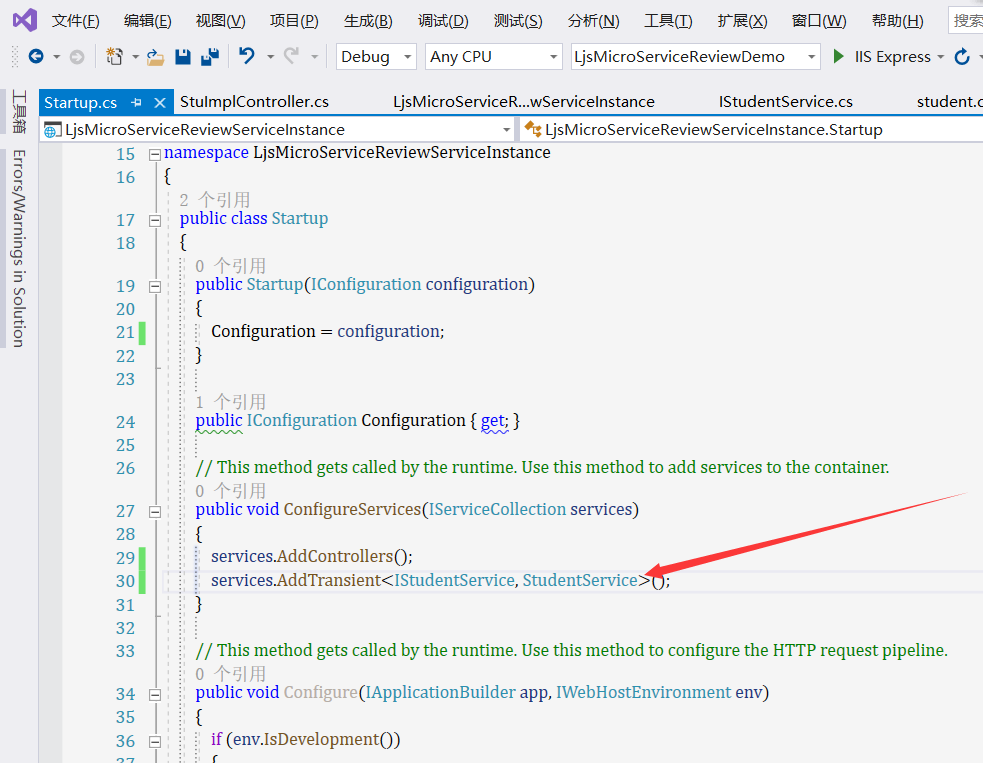 文件(F) 编辑(E) 视图(V) 项目(P) 生成(B) 调试(D) 测试(S) 分析(N) 工具(T) 扩展(X) 窗口(W) 帮助(H) 搜索
Debug Any CPU LjsMicroServiceReviewDemo IIS Express
工具箱
Errors/Warnings in Solution
Startup.cs StuImplController.cs LjsMicroServiceR...wServiceInstance IStudentService.cs student.c
LjsMicroServiceReviewServiceInstance LjsMicroServiceReviewServiceInstance.Startup
15 namespace LjsMicroServiceReviewServiceInstance
16 {
2 个引用
17 public class Startup
18 {
0 个引用
19 public Startup(IConfiguration configuration)
20 {
21 Configuration = configuration;
22 }
23
1 个引用
24 public IConfiguration Configuration { get; }
25
26 // This method gets called by the runtime. Use this method to add services to the container.
0 个引用
27 public void ConfigureServices(IServiceCollection services)
28 {
29 services.AddControllers();
30 services.AddTransient<IStudentService, StudentService>();
31 }
32
33 // This method gets called by the runtime. Use this method to configure the HTTP request pipeline.
0 个引用
34 public void Configure(IApplicationBuilder app, IWebHostEnvironment env)
35 {
36 if (env.IsDevelopment())
37 {